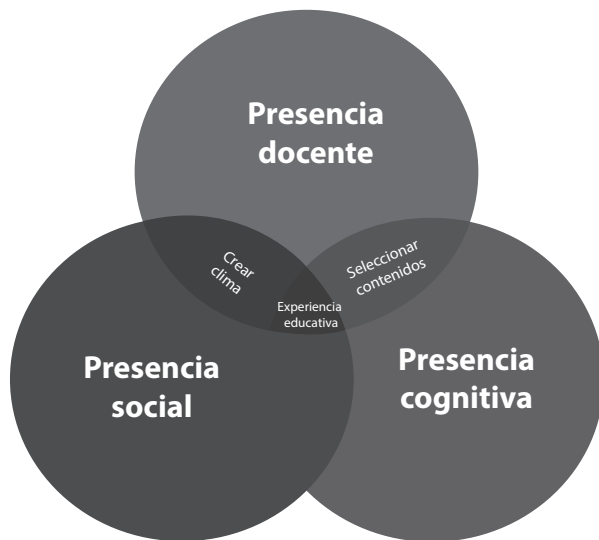 Presencia
docente
Crear
clima
Seleccionar
contenidos
Experiencia
educativa
Presencia
social
Presencia
cognitiva